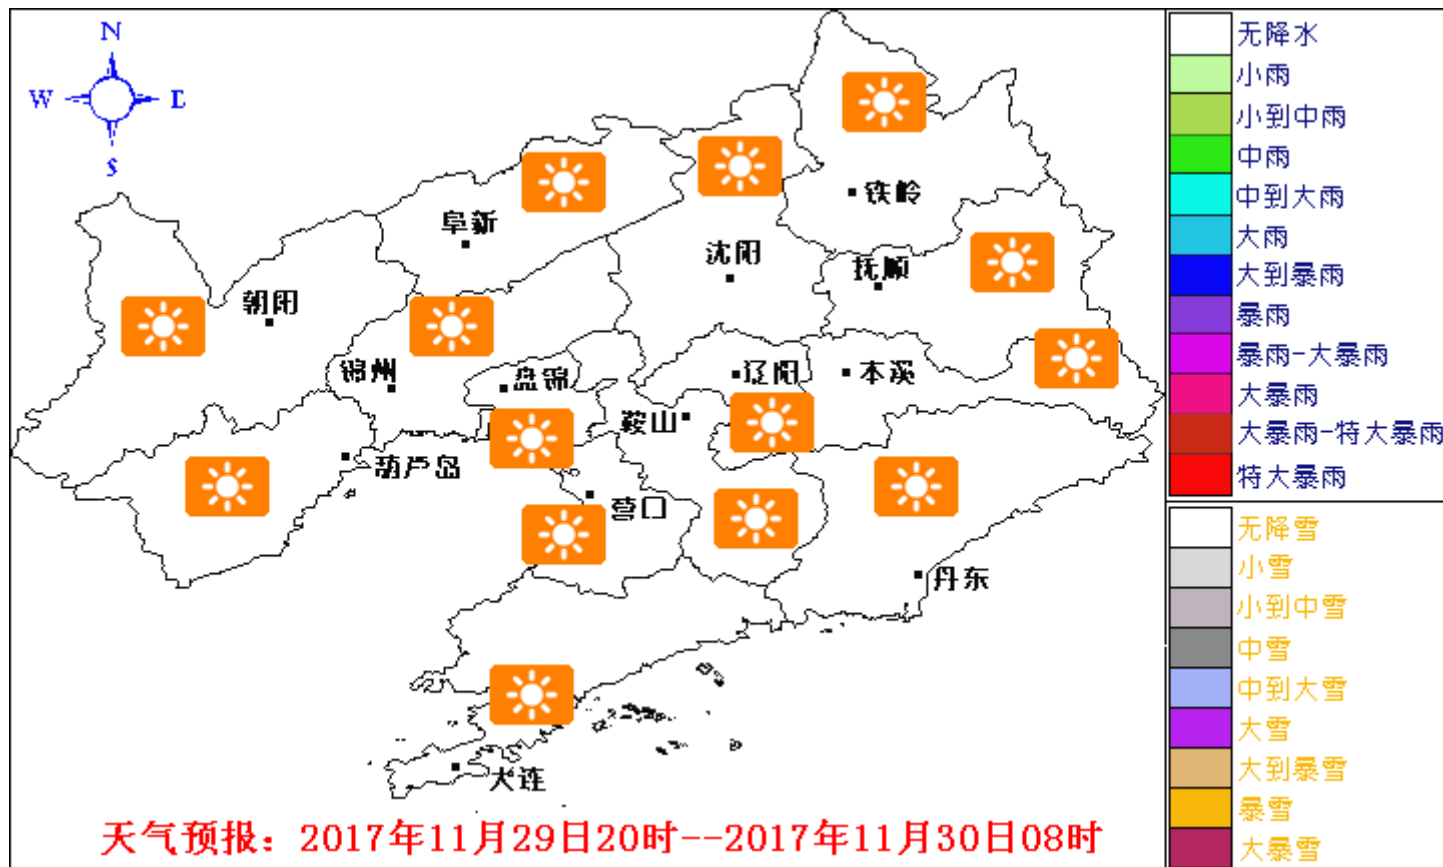 N
W E
S
铁岭
阜新
沈阳
抚顺
朝阳
锦州
盘锦
辽阳
本溪
鞍山
葫芦岛
营口
丹东
大连
天气预报：2017年11月29日20时--2017年11月30日08时
无降水
小雨
小到中雨
中雨
中到大雨
大雨
大到暴雨
暴雨
暴雨-大暴雨
大暴雨
大暴雨-特大暴雨
特大暴雨
无降雪
小雪
小到中雪
中雪
中到大雪
大雪
大到暴雪
暴雪
大暴雪